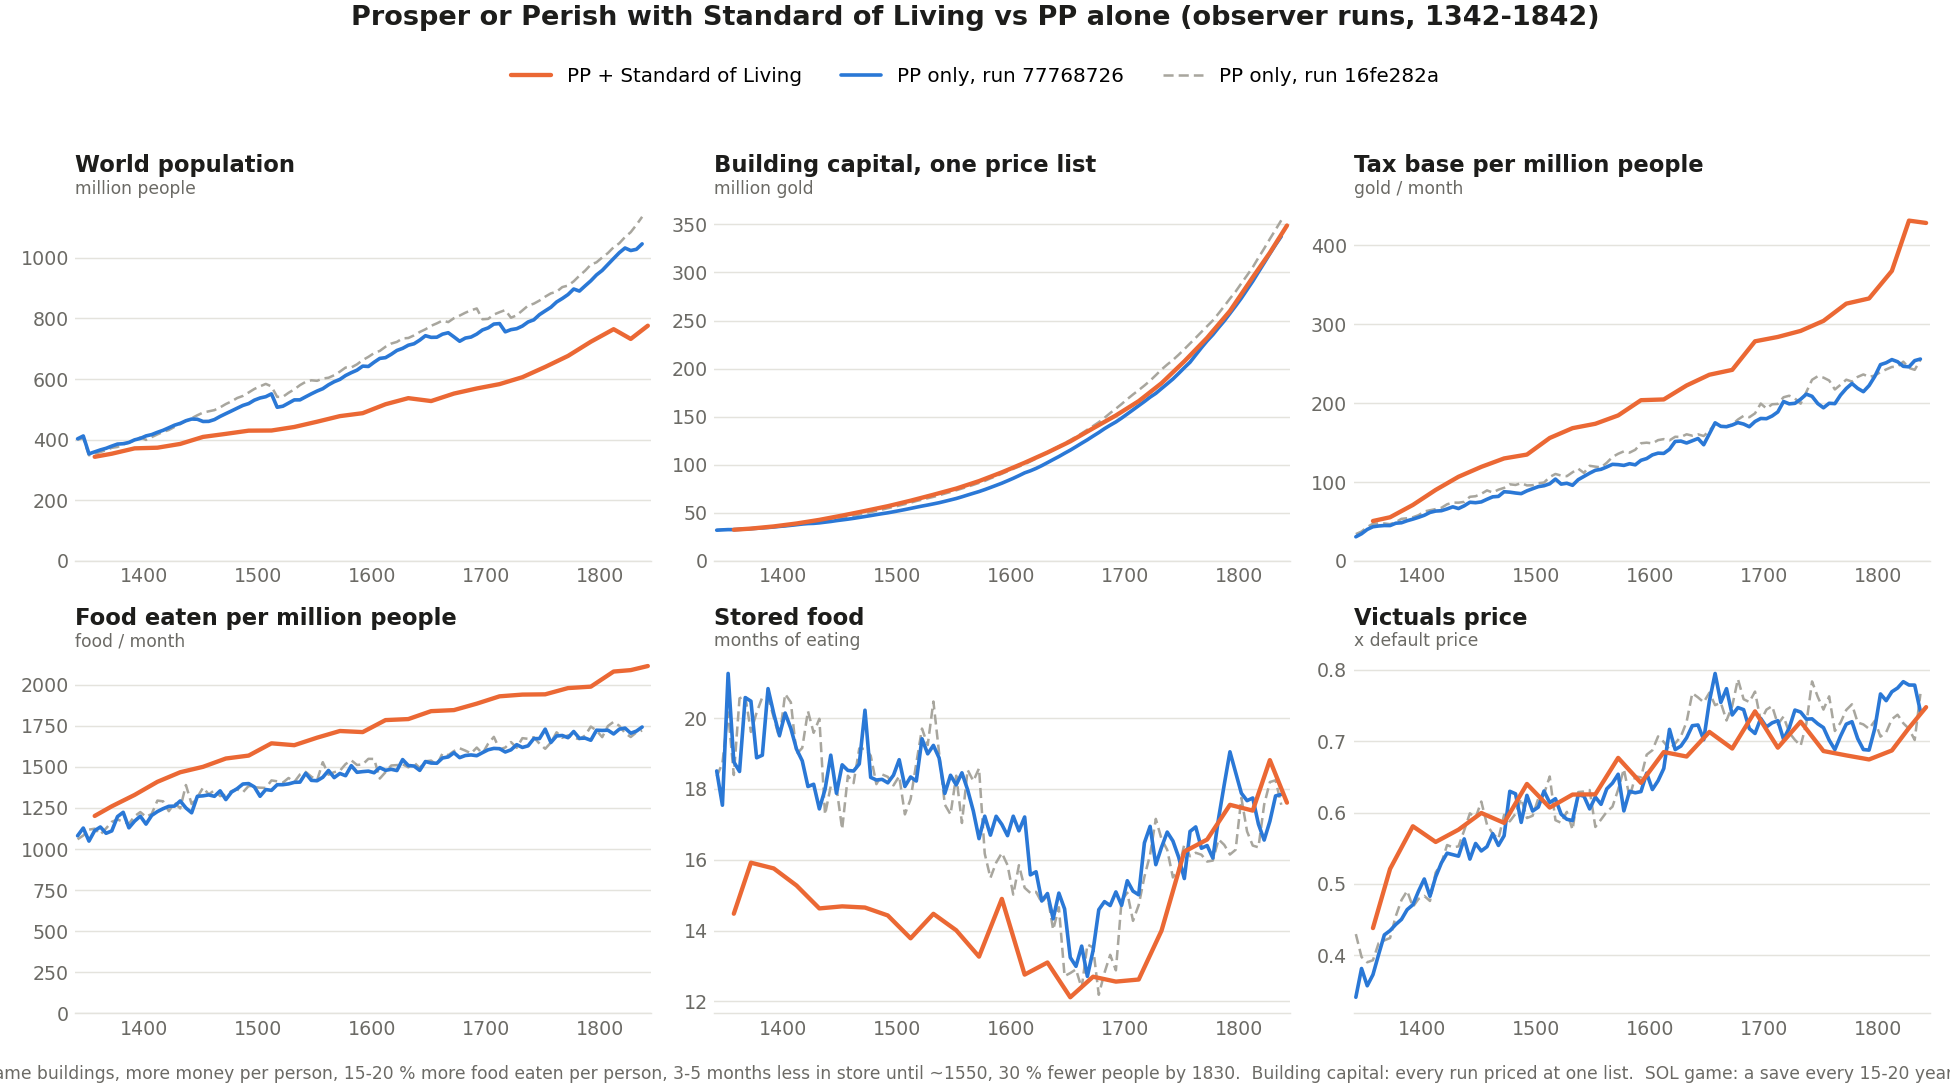 Prosper or Perish with Standard of Living vs PP alone (observer runs, 1342-1842)
PP + Standard of Living
PP only, run 77768726
PP only, run 16fe282a
World population
million people
1000
800
600
400
200
0
1400 1500 1600 1700 1800
Building capital, one price list
million gold
350
300
250
200
150
100
50
0
1400 1500 1600 1700 1800
Tax base per million people
gold / month
400
300
200
100
0
1400 1500 1600 1700 1800
Food eaten per million people
food / month
2000
1750
1500
1250
1000
750
500
250
0
1400 1500 1600 1700 1800
Stored food
months of eating
20
18
16
14
12
1400 1500 1600 1700 1800
Victuals price
x default price
0.8
0.7
0.6
0.5
0.4
1400 1500 1600 1700 1800
ame buildings, more money per person, 15-20 % more food eaten per person, 3-5 months less in store until ~1550, 30 % fewer people by 1830. Building capital: every run priced at one list. SOL game: a save every 15-20 year